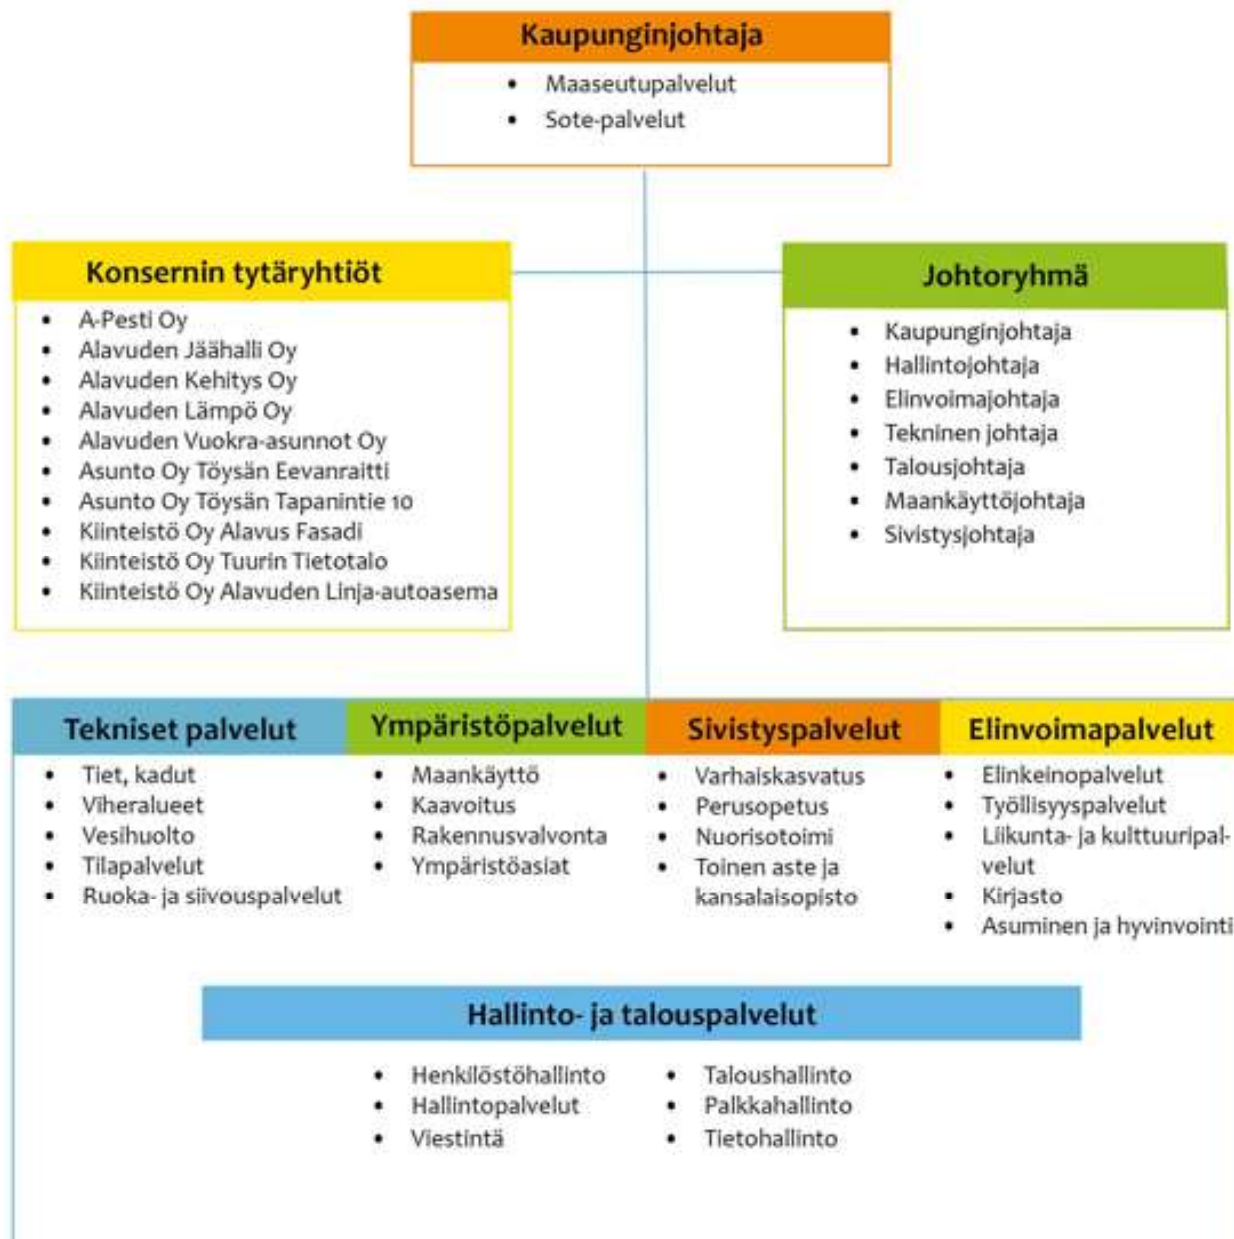 Kaupunginjohtaja
• Maaseutupalvelut
• Sote-palvelut
Konsernin tytäryhtiöt
• A-Pesti Oy
• Alavuden Jäähalli Oy
• Alavuden Kehitys Oy
• Alavuden Lämpö Oy
• Alavuden Vuokra-asunnot Oy
• Asunto Oy Töysän Eevanraitti
• Asunto Oy Töysän Tapanintie 10
• Kiinteistö Oy Alavus Fasadi
• Kiinteistö Oy Tuurin Tietotalo
• Kiinteistö Oy Alavuden Linja-autoasema
Johtoryhmä
• Kaupunginjohtaja
• Hallintojohtaja
• Elinvoimajohtaja
• Tekninen johtaja
• Talousjohtaja
• Maankäyttöjohtaja
• Sivistysjohtaja
Tekniset palvelut
• Tiet, kadut
• Viheralueet
• Vesihuolto
• Tilapalvelut
• Ruoka- ja siivouspalvelut
Ympäristöpalvelut
• Maankäyttö
• Kaavoitus
• Rakennusvalvonta
• Ympäristöasiat
Sivistyspalvelut
• Varhaiskasvatus
• Perusopetus
• Nuorisotoimi
• Toinen aste ja
kansalaisopisto
Elinvoimapalvelut
• Elinkeinopalvelut
• Työllisyyspalvelut
• Liikunta- ja kulttuuripal-
velut
• Kirjasto
• Asuminen ja hyvinvointi
Hallinto- ja talouspalvelut
• Henkilöstöhallinto
• Hallintopalvelut
• Viestintä
• Taloushallinto
• Palkkahallinto
• Tietohallinto